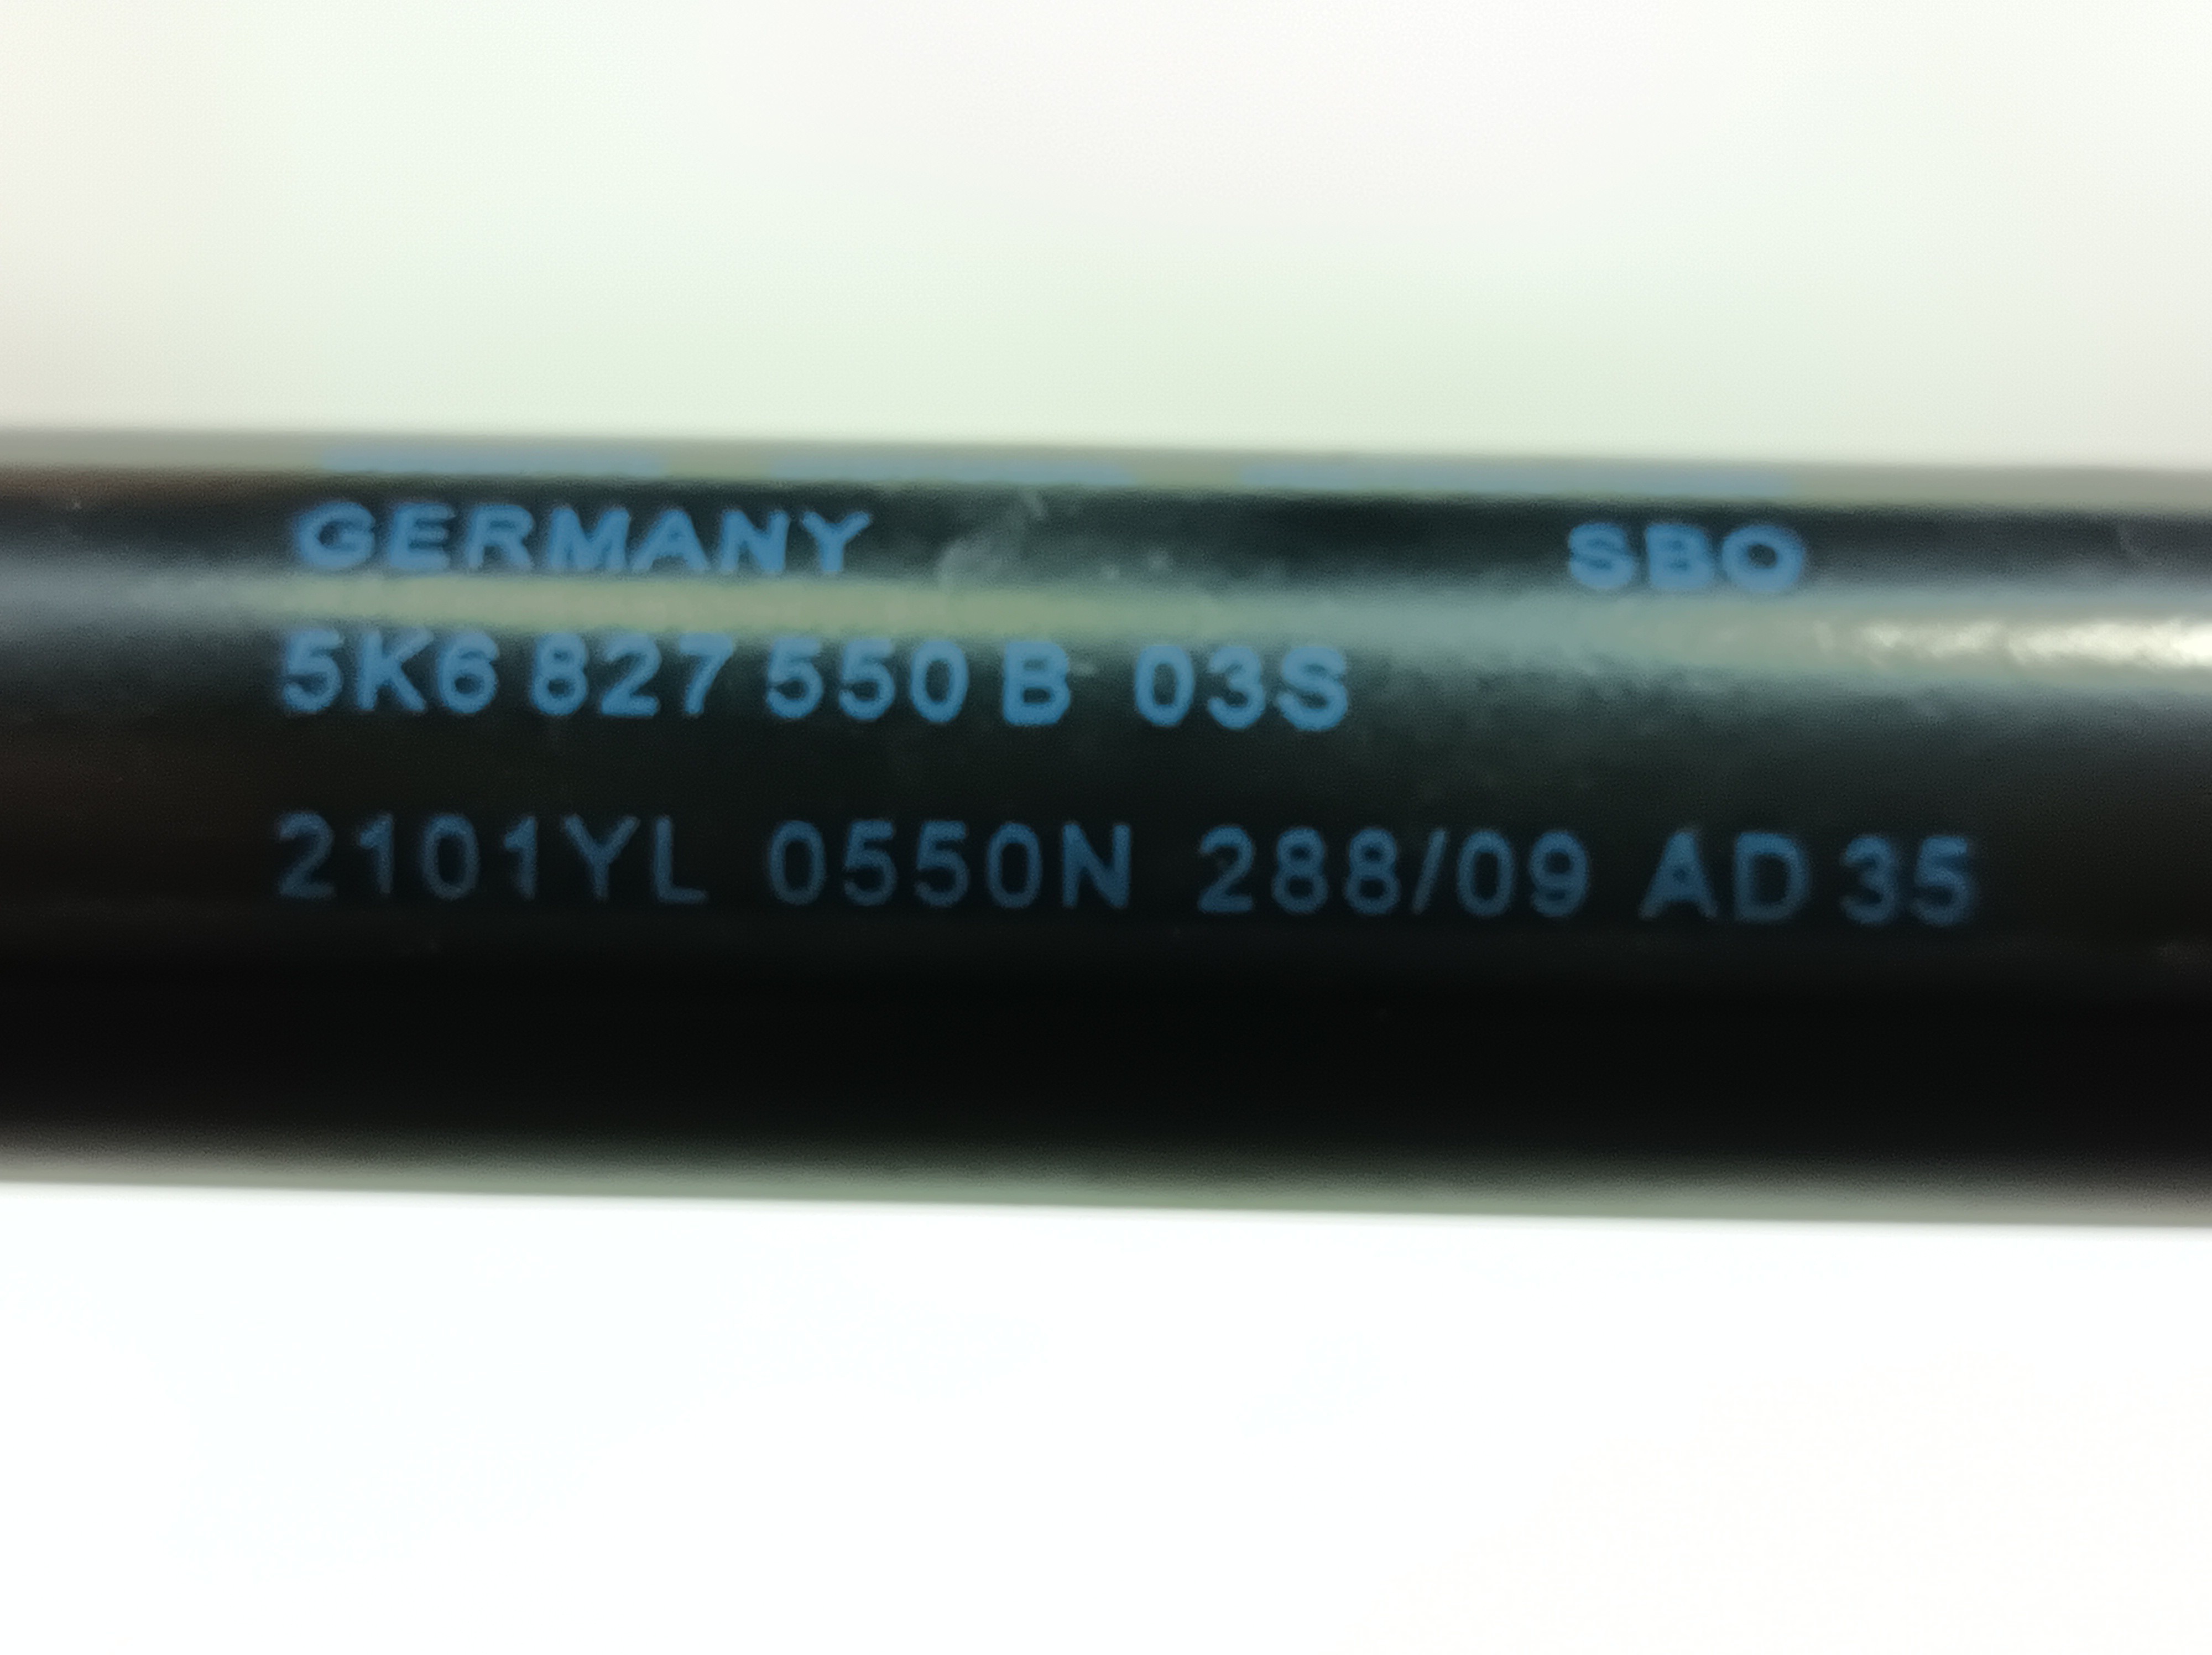 GERMANY SBO
5K6 827 550 B 03S
2101YL 0550N 288/09 AD 35